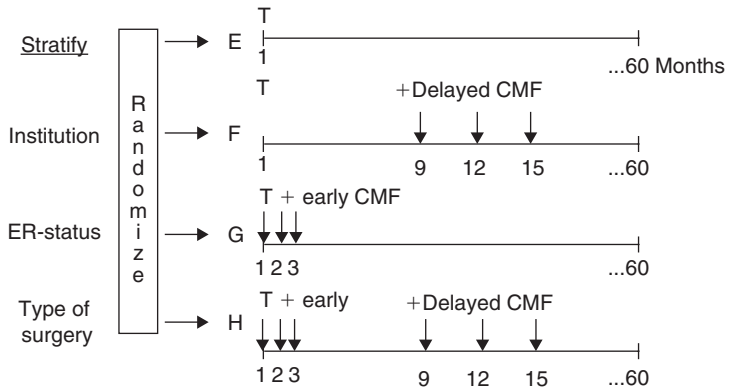 T
Stratify E
1 ...60 Months
T +Delayed CMF
Institution F
1 9 12 15 ...60
T + early CMF
ER-status G
1 2 3 ...60
Type of surgery
T + early +Delayed CMF
H
1 2 3 9 12 15 ...60
Randomize